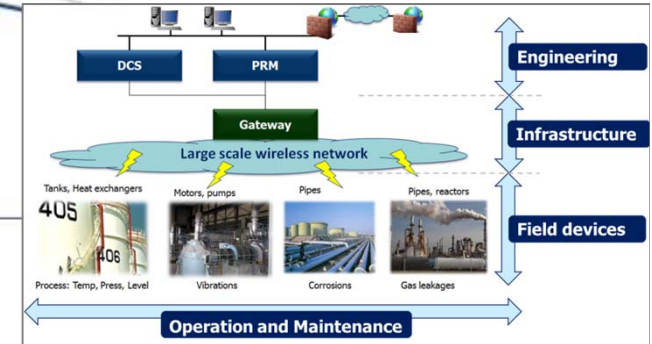 DCS
PRM
Engineering
Gateway
Infrastructure
Large scale wireless network
Tanks, Heat exchangers
Motors, pumps
Pipes
Pipes, reactors
405
406
Field devices
Process: Temp, Press, Level
Vibrations
Corrosions
Gas leakages
Operation and Maintenance